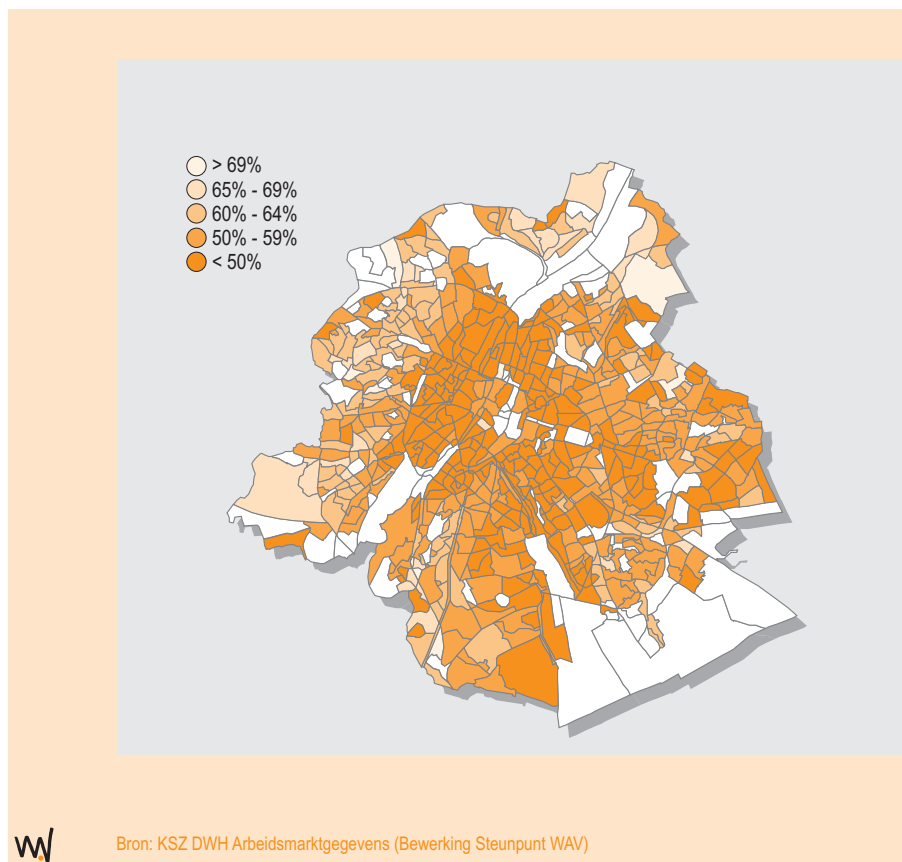 > 69%
65% - 69%
60% - 64%
50% - 59%
< 50%
Bron: KSZ DWH Arbeidsmarktgegevens (Bewerking Steunpunt WAV)